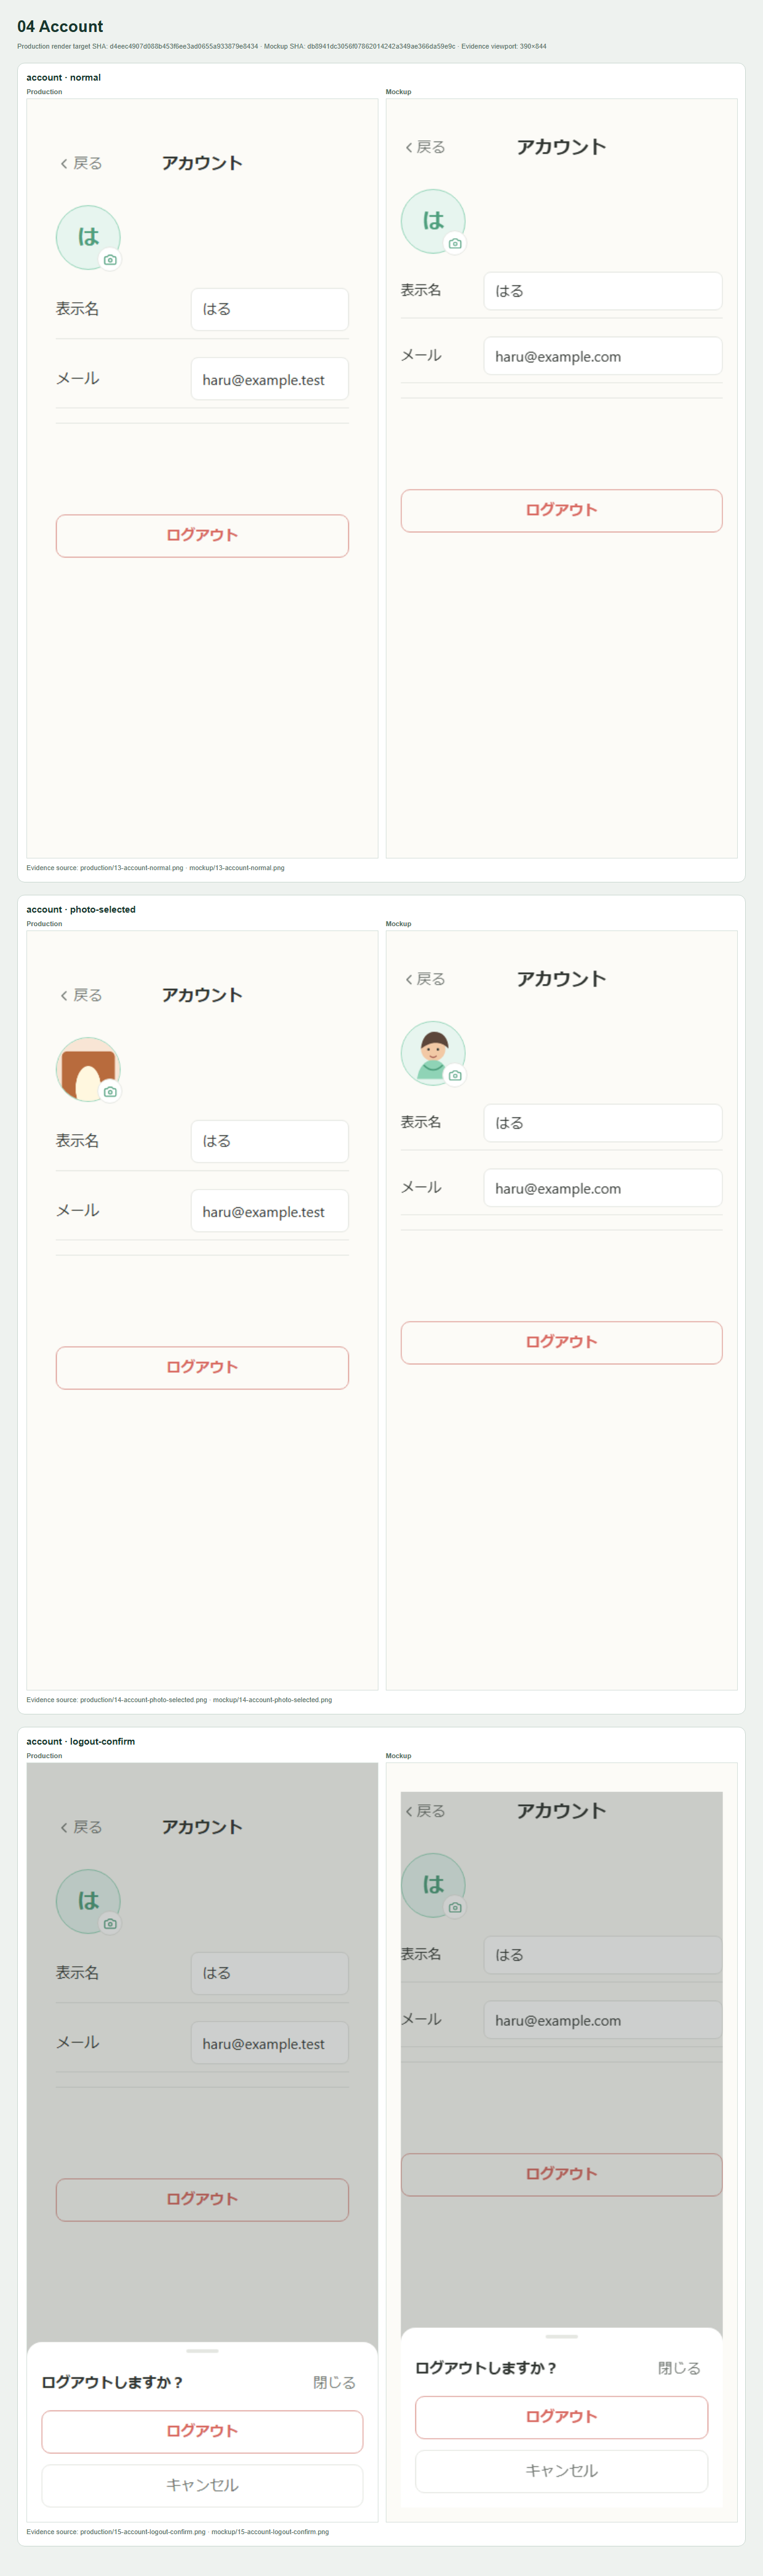 04 Account
Production render target SHA: d4eec4907d088b453f6ee3ad0655a933879e8434 · Mockup SHA: db8941dc3056f07862014242a349ae366da59e9c · Evidence viewport: 390×844
account · normal
Production
Mockup
戻る
アカウント
は
表示名
はる
メール
haru@example.test
ログアウト
戻る
アカウント
は
表示名
はる
メール
haru@example.com
ログアウト
Evidence source: production/13-account-normal.png · mockup/13-account-normal.png
account · photo-selected
Production
Mockup
戻る
アカウント
表示名
はる
メール
haru@example.test
ログアウト
戻る
アカウント
表示名
はる
メール
haru@example.com
ログアウト
Evidence source: production/14-account-photo-selected.png · mockup/14-account-photo-selected.png
account · logout-confirm
Production
Mockup
戻る
アカウント
は
表示名
はる
メール
haru@example.test
ログアウト
ログアウトしますか？
閉じる
ログアウト
キャンセル
戻る
アカウント
は
表示名
はる
メール
haru@example.com
ログアウト
ログアウトしますか？
閉じる
ログアウト
キャンセル
Evidence source: production/15-account-logout-confirm.png · mockup/15-account-logout-confirm.png